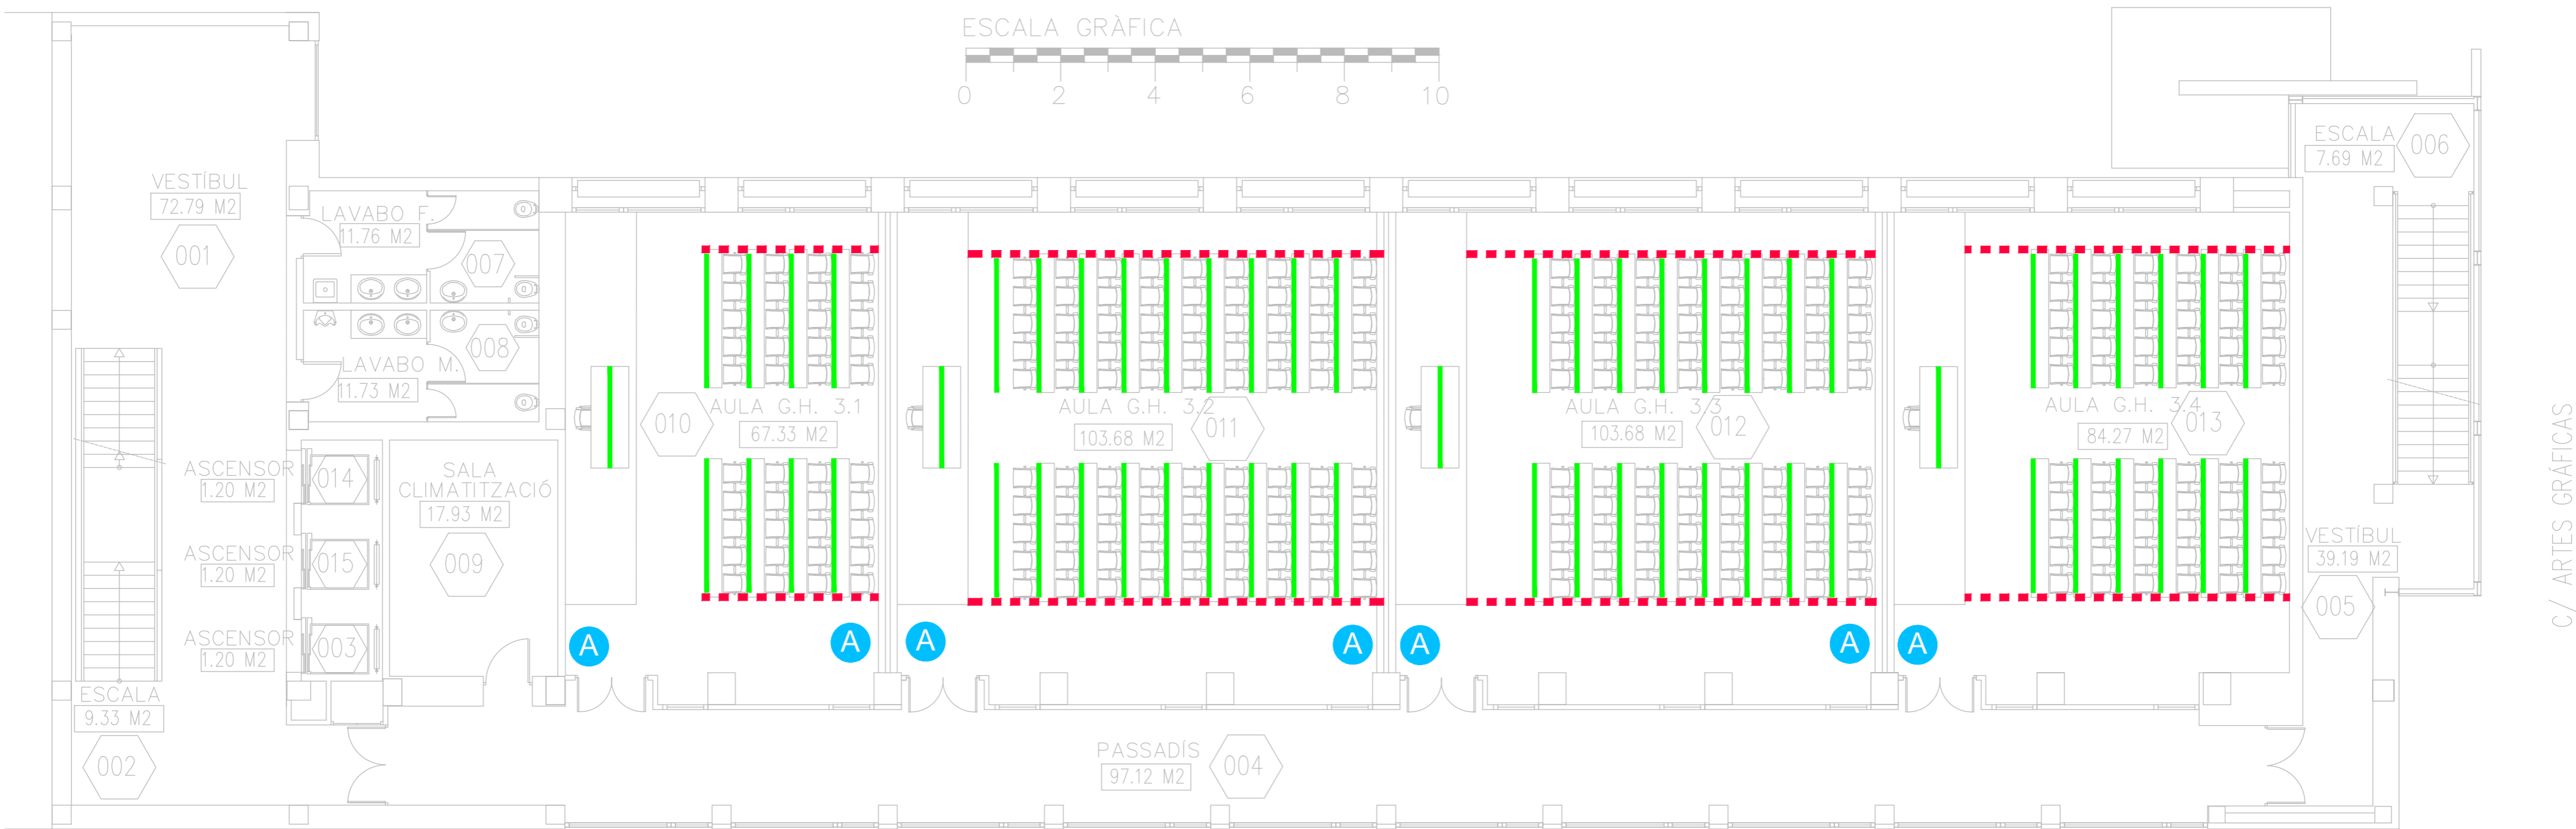 ESCALA GRÀFICA
0 2 4 6 8 10
VESTÍBUL
72.79 M2
001
LAVABO F.
11.76 M2
007
008
LAVABO M.
11.73 M2
ASCENSOR
1.20 M2
014
ASCENSOR
1.20 M2
015
ASCENSOR
1.20 M2
003
SALA
CLIMATITZACIÓ
17.93 M2
009
ESCALA
9.33 M2
002
010
AULA G.H. 3.1
67.33 M2
A
A
AULA G.H. 3.2
103.68 M2
011
A
A
AULA G.H. 3.3
103.68 M2
012
A
A
AULA G.H. 3.4
84.27 M2
013
A
PASSADÍS
97.12 M2
004
ESCALA
7.69 M2
006
VESTÍBUL
39.19 M2
005
C/ ARTES GRÁFICAS